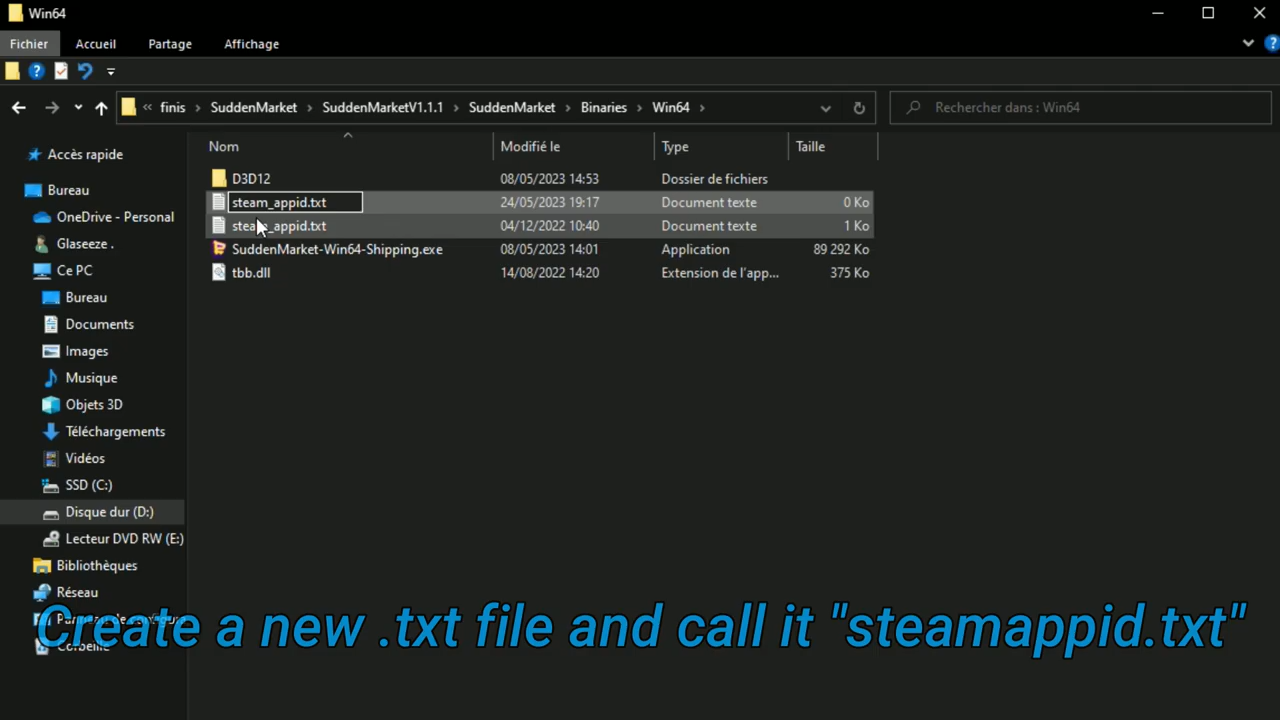 Win64
Fichier Accueil Partage Affichage
« finis › SuddenMarket › SuddenMarketV1.1.1 › SuddenMarket › Binaries › Win64 ›
Rechercher dans : Win64
Nom Modifié le Type Taille
D3D12 08/05/2023 14:53 Dossier de fichiers
steam_appid.txt 24/05/2023 19:17 Document texte 0 Ko
steam_appid.txt 04/12/2022 10:40 Document texte 1 Ko
SuddenMarket-Win64-Shipping.exe 08/05/2023 14:01 Application 89 292 Ko
tbb.dll 14/08/2022 14:20 Extension de l'app... 375 Ko
Accès rapide
Bureau
OneDrive - Personal
Glaseeze .
Ce PC
Bureau
Documents
Images
Musique
Objets 3D
Téléchargements
Vidéos
SSD (C:)
Disque dur (D:)
Lecteur DVD RW (E:)
Bibliothèques
Réseau
Create a new .txt file and call it "steamappid.txt"
Corbeille